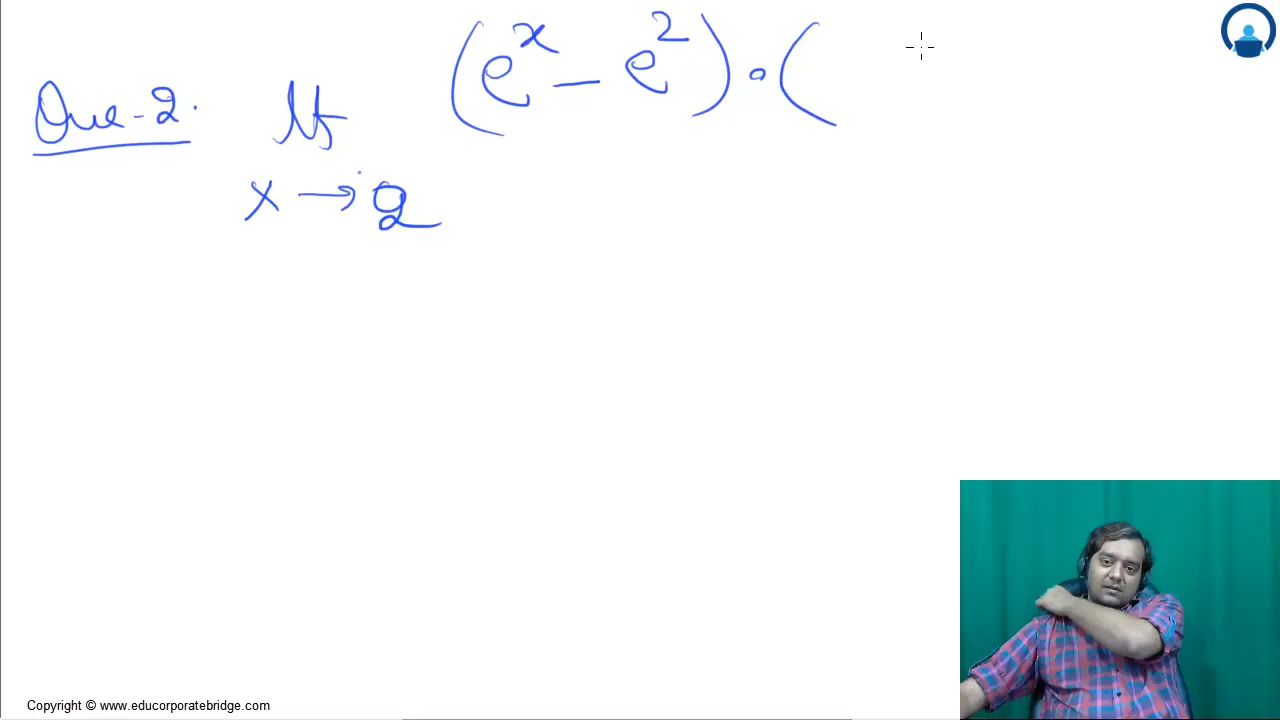 (e^x - e^2) . (
Que-2. lt
x → 2
Copyright © www.educorporatebridge.com